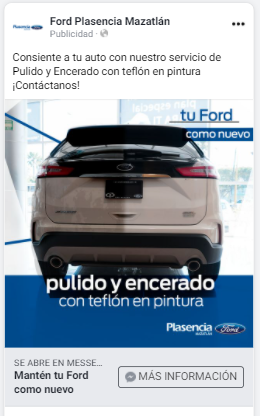 Ford Plasencia Mazatlán
Publicidad ·
Consiente a tu auto con nuestro servicio de
Pulido y Encerado con teflón en pintura
¡Contáctanos!
tu Ford
como nuevo
pulido y encerado
con teflón en pintura
Plasencia
Ford
SE ABRE EN MESSE...
Mantén tu Ford
como nuevo
MÁS INFORMACIÓN